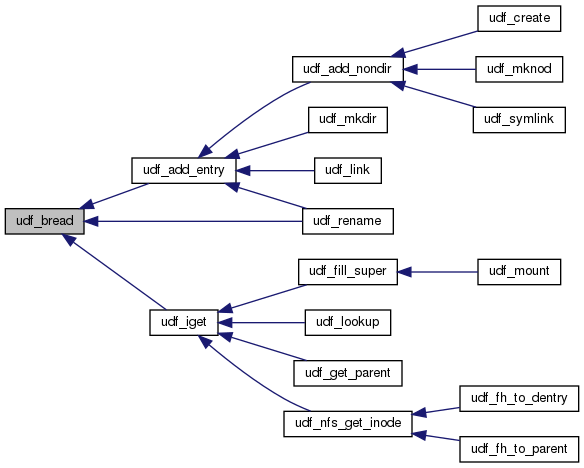 udf_create
udf_add_nondir
udf_mknod
udf_symlink
udf_mkdir
udf_add_entry
udf_link
udf_bread
udf_rename
udf_fill_super
udf_mount
udf_iget
udf_lookup
udf_get_parent
udf_fh_to_dentry
udf_nfs_get_inode
udf_fh_to_parent